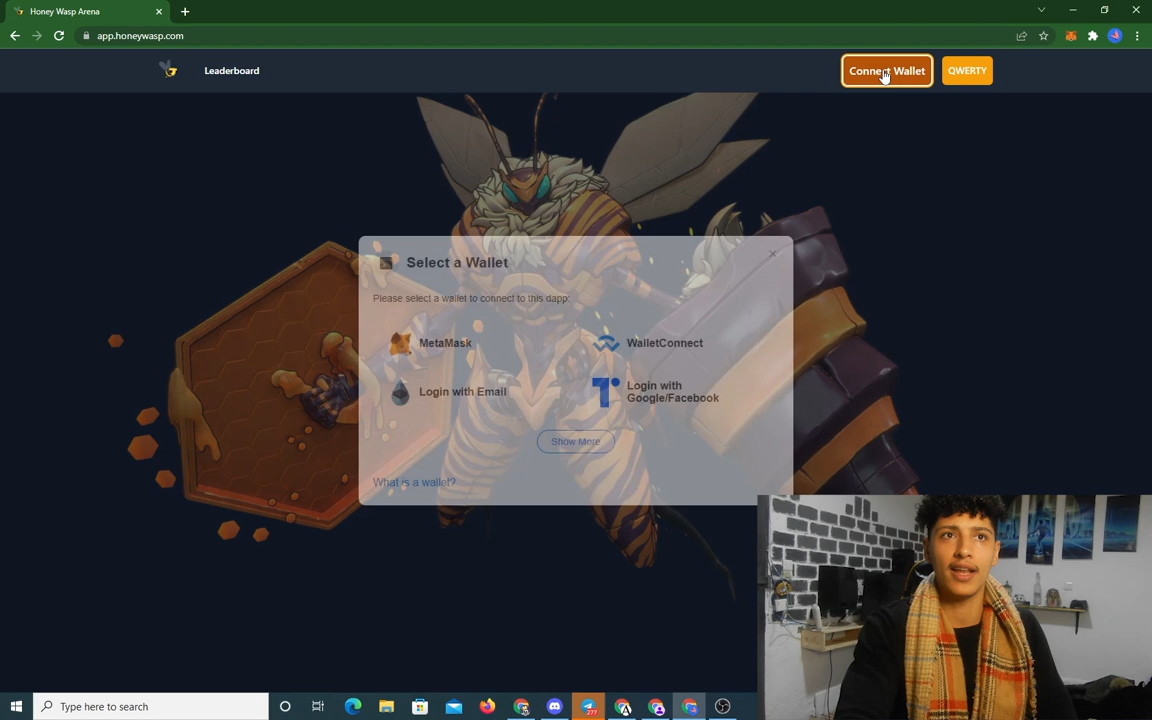 Honey Wasp Arena
app.honeywasp.com
Leaderboard
Connect Wallet
QWERTY
Select a Wallet
Please select a wallet to connect to this dapp:
MetaMask
WalletConnect
Login with Email
Login with
Google/Facebook
Show More
What is a wallet?
Type here to search
277